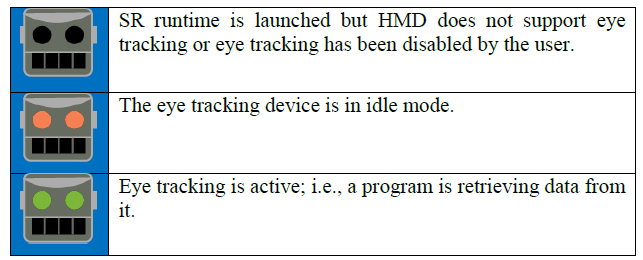 SR runtime is launched but HMD does not support eye
tracking or eye tracking has been disabled by the user.
The eye tracking device is in idle mode.
Eye tracking is active; i.e., a program is retrieving data from
it.